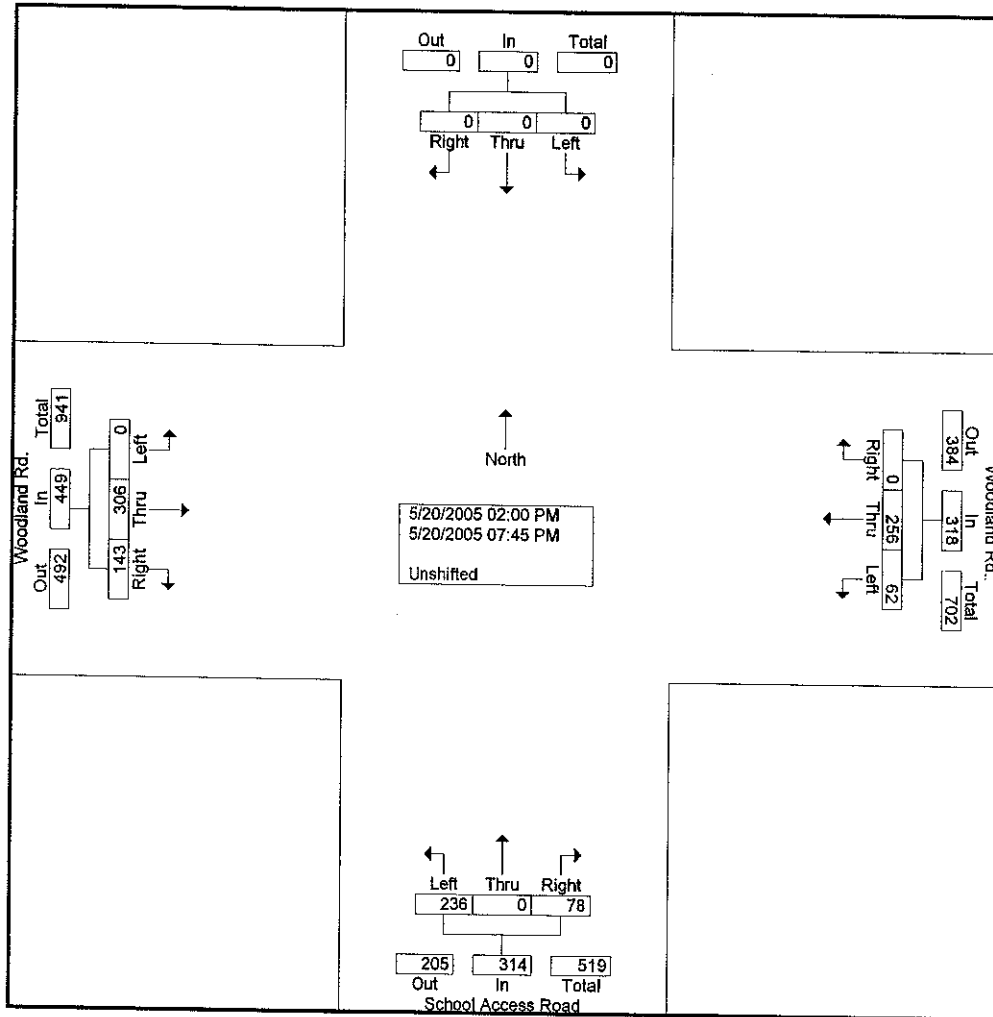 Out In Total
0 0 0
0 0 0
Right Thru Left
Woodland Rd.
Out In Total
492 449 941
143 306 0
Right Thru Left
North
5/20/2005 02:00 PM
5/20/2005 07:45 PM
Unshifted
Right Thru Left
0 256 62
Out In Total
384 318 702
Woodland Rd..
Left Thru Right
236 0 78
205 314 519
Out In Total
School Access Road